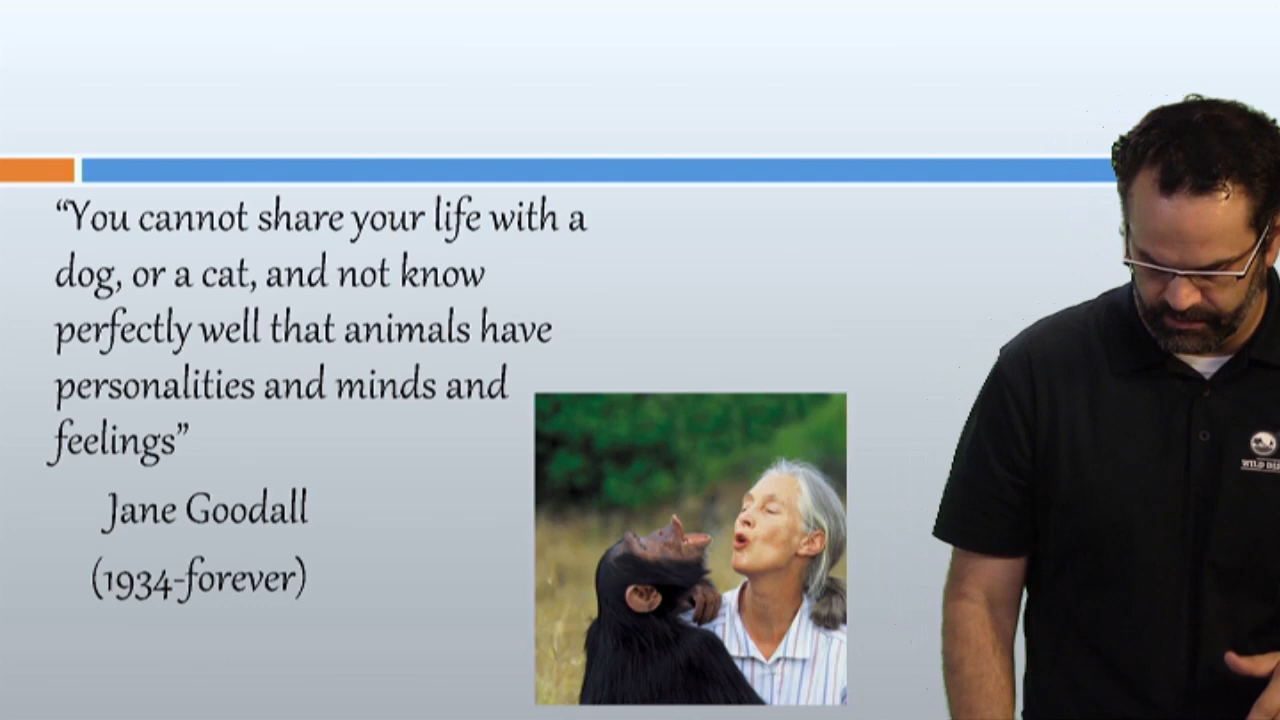 “You cannot share your life with a
dog, or a cat, and not know
perfectly well that animals have
personalities and minds and
feelings”
Jane Goodall
(1934-forever)
WILD